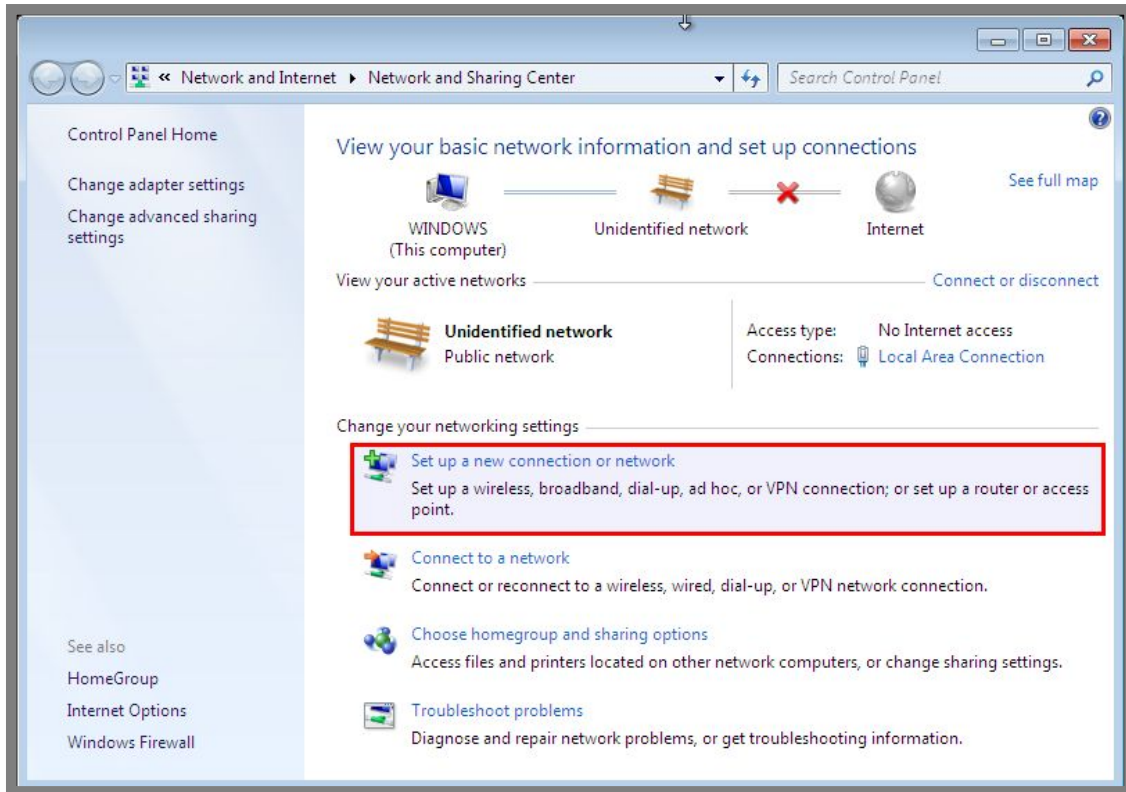 « Network and Internet ▸ Network and Sharing Center
Search Control Panel
Control Panel Home
Change adapter settings
Change advanced sharing
settings
See also
HomeGroup
Internet Options
Windows Firewall
View your basic network information and set up connections
See full map
WINDOWS
(This computer)
Unidentified network
Internet
View your active networks
Connect or disconnect
Unidentified network
Public network
Access type: No Internet access
Connections: Local Area Connection
Change your networking settings
Set up a new connection or network
Set up a wireless, broadband, dial-up, ad hoc, or VPN connection; or set up a router or access
point.
Connect to a network
Connect or reconnect to a wireless, wired, dial-up, or VPN network connection.
Choose homegroup and sharing options
Access files and printers located on other network computers, or change sharing settings.
Troubleshoot problems
Diagnose and repair network problems, or get troubleshooting information.